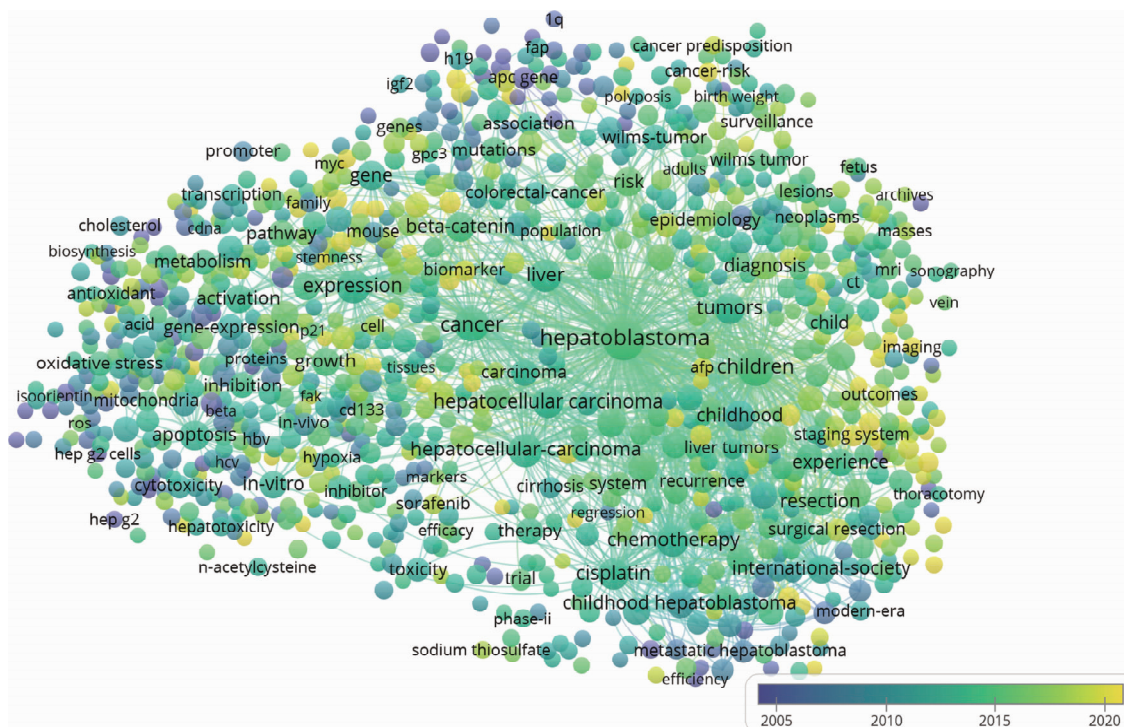 1q
fap
cancer predisposition
h19
apc gene
cancer-risk
igf2
polyposis
birth weight
genes
association
surveillance
wilms-tumor
promoter
gpc3
mutations
myc
gene
adults
wilms tumor
fetus
risk
transcription
family
colorectal-cancer
lesions
archives
cholesterol
cdna
pathway
mouse
beta-catenin
population
epidemiology
neoplasms
masses
biosynthesis
metabolism
stemness
biomarker
liver
diagnosis
mri
sonography
antioxidant
activation
expression
ct
vein
acid
gene-expression
p21
cell
cancer
hepatoblastoma
tumors
child
imaging
oxidative stress
proteins
growth
tissues
carcinoma
afp
children
isoorientin
mitochondria
inhibition
fak
cd133
hepatocellular carcinoma
outcomes
ros
beta
in-vivo
childhood
apoptosis
hbv
staging system
hep g2 cells
hcv
hypoxia
hepatocellular-carcinoma
liver tumors
experience
cytotoxicity
in-vitro
inhibitor
markers
cirrhosis
system
recurrence
thoracotomy
sorafenib
resection
hep g2
hepatotoxicity
efficacy
therapy
regression
surgical resection
chemotherapy
n-acetylcysteine
toxicity
trial
cisplatin
international-society
phase-ii
childhood hepatoblastoma
modern-era
sodium thiosulfate
metastatic hepatoblastoma
efficiency
2005
2010
2015
2020